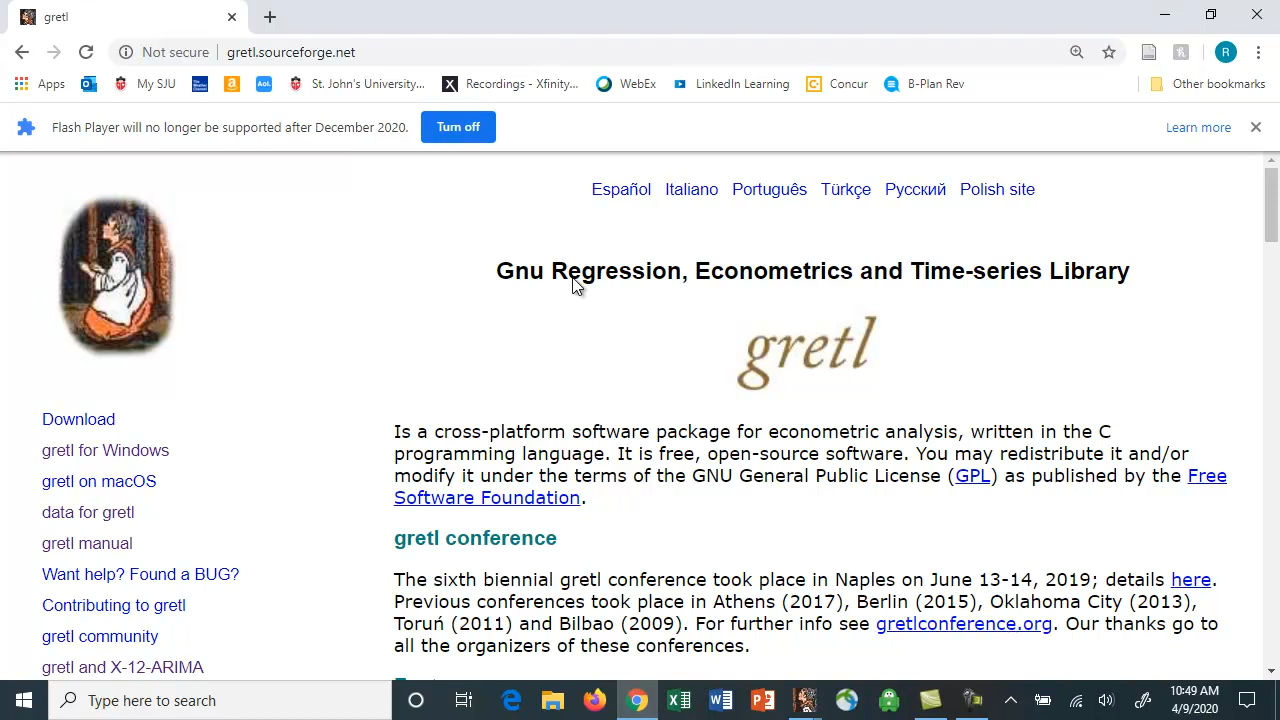 gretl
Not secure gretl.sourceforge.net
R
Apps My SJU Aol. St. John's University... X Recordings - Xfinity... WebEx LinkedIn Learning Concur B-Plan Rev Other bookmarks
Flash Player will no longer be supported after December 2020. Turn off Learn more
Español Italiano Português Türkçe Русский Polish site
Gnu Regression, Econometrics and Time-series Library
gretl
Download
gretl for Windows
gretl on macOS
data for gretl
gretl manual
Want help? Found a BUG?
Contributing to gretl
gretl community
gretl and X-12-ARIMA
Is a cross-platform software package for econometric analysis, written in the C
programming language. It is free, open-source software. You may redistribute it and/or
modify it under the terms of the GNU General Public License (GPL) as published by the Free
Software Foundation.
gretl conference
The sixth biennial gretl conference took place in Naples on June 13-14, 2019; details here.
Previous conferences took place in Athens (2017), Berlin (2015), Oklahoma City (2013),
Toruń (2011) and Bilbao (2009). For further info see gretlconference.org. Our thanks go to
all the organizers of these conferences.
Type here to search
10:49 AM
4/9/2020